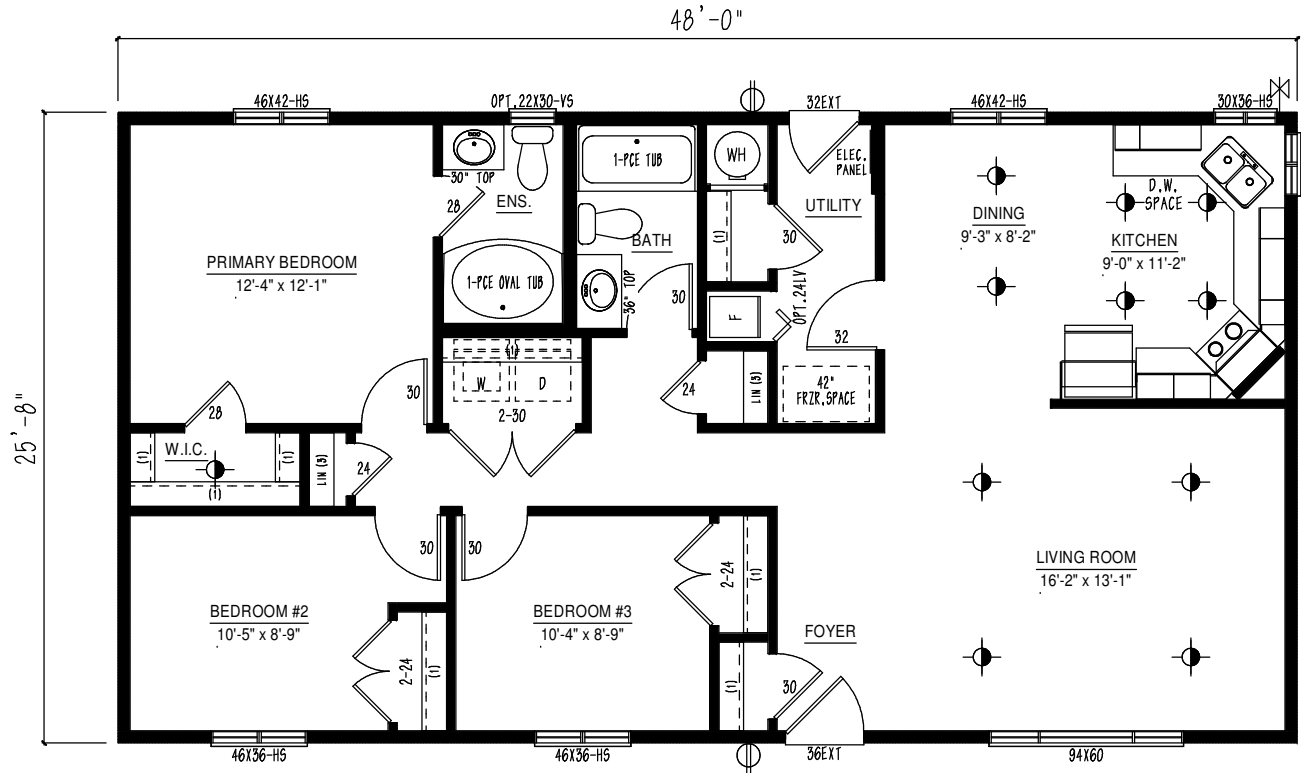 48'-0"
46X42-HS
OPT.22X30-VS
32EXT
46X42-HS
30X36-HS
25'-8"
30" TOP
28
ENS.
1-PCE OVAL TUB
1-PCE TUB
BATH
36" TOP
30
WH
(1)
30
ELEC.
PANEL
UTILITY
OPT.24LV
F
32
42"
FRZR.SPACE
DINING
9'-3" x 8'-2"
D.W.
SPACE
KITCHEN
9'-0" x 11'-2"
PRIMARY BEDROOM
12'-4" x 12'-1"
28
30
(1)
W
D
2-30
24
LIN (3)
W.I.C.
(1)
(1)
(1)
LIN (3)
24
30
30
BEDROOM #2
10'-5" x 8'-9"
2-24
(1)
BEDROOM #3
10'-4" x 8'-9"
2-24
(1)
(1)
30
FOYER
LIVING ROOM
16'-2" x 13'-1"
46X36-HS
46X36-HS
36EXT
94X60